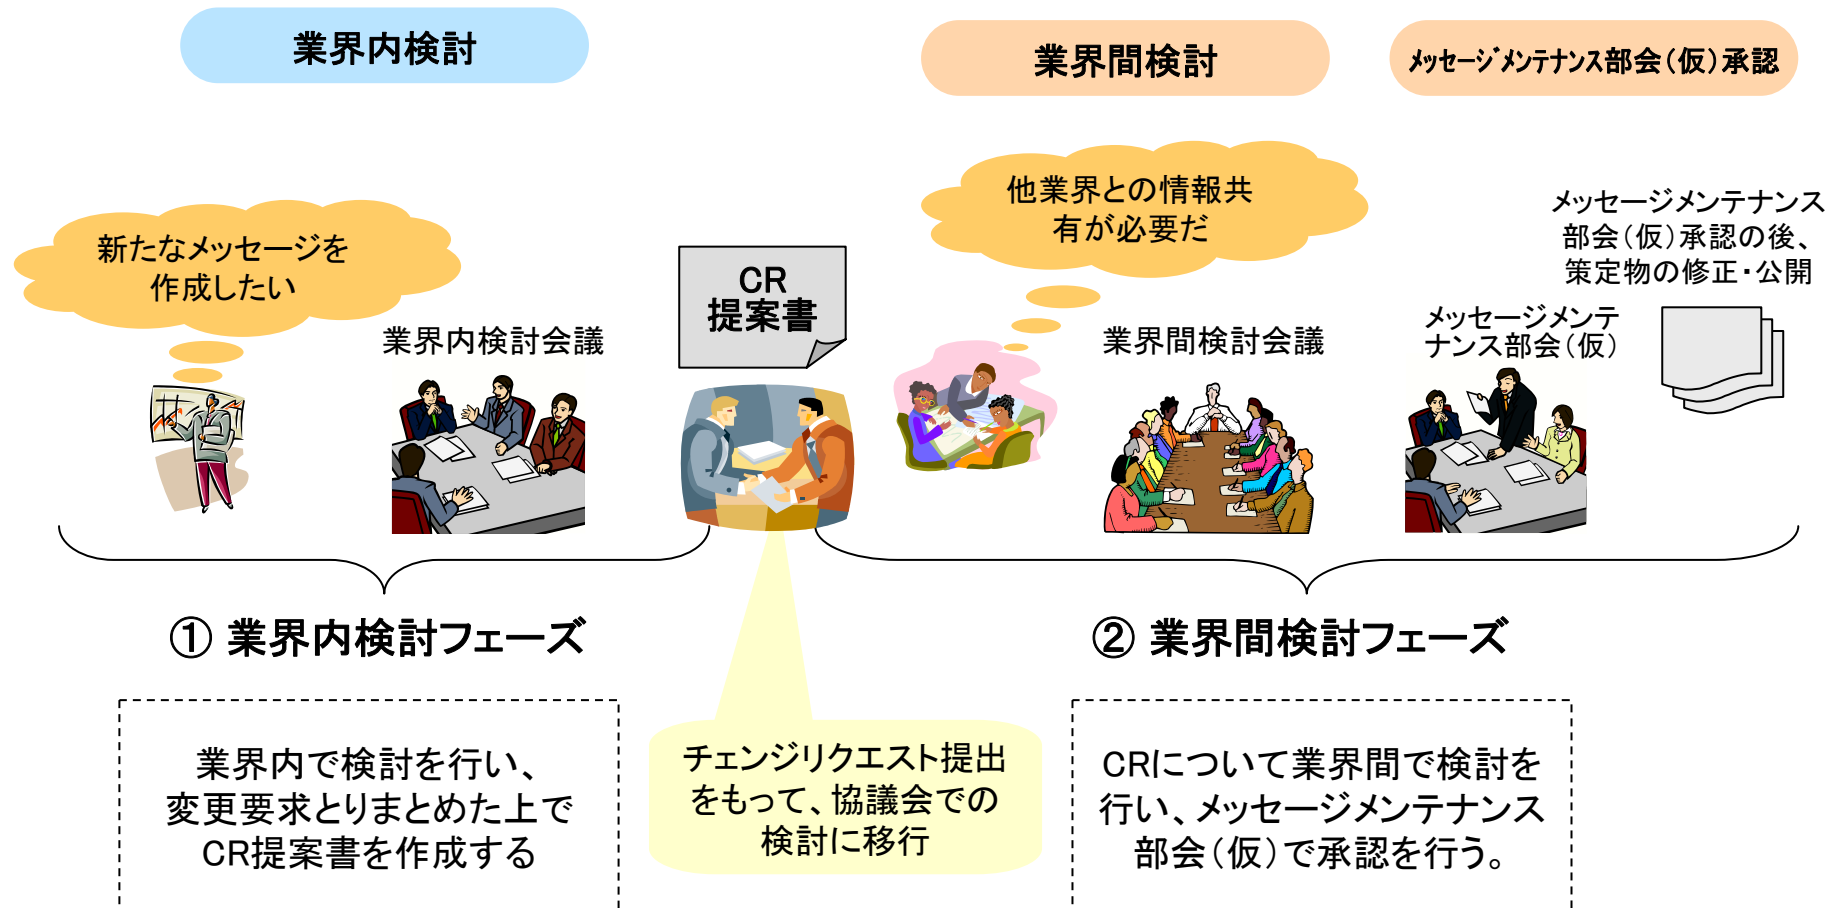 業界内検討
業界間検討
メッセージメンテナンス部会(仮)承認
新たなメッセージを
作成したい
業界内検討会議
CR
提案書
他業界との情報共
有が必要だ
業界間検討会議
メッセージメンテ
ナンス部会(仮)
メッセージメンテナンス
部会(仮)承認の後、
策定物の修正・公開
① 業界内検討フェーズ
② 業界間検討フェーズ
業界内で検討を行い、
変更要求とりまとめた上で
CR提案書を作成する
チェンジリクエスト提出
をもって、協議会での
検討に移行
CRについて業界間で検討を
行い、メッセージメンテナンス
部会(仮)で承認を行う。